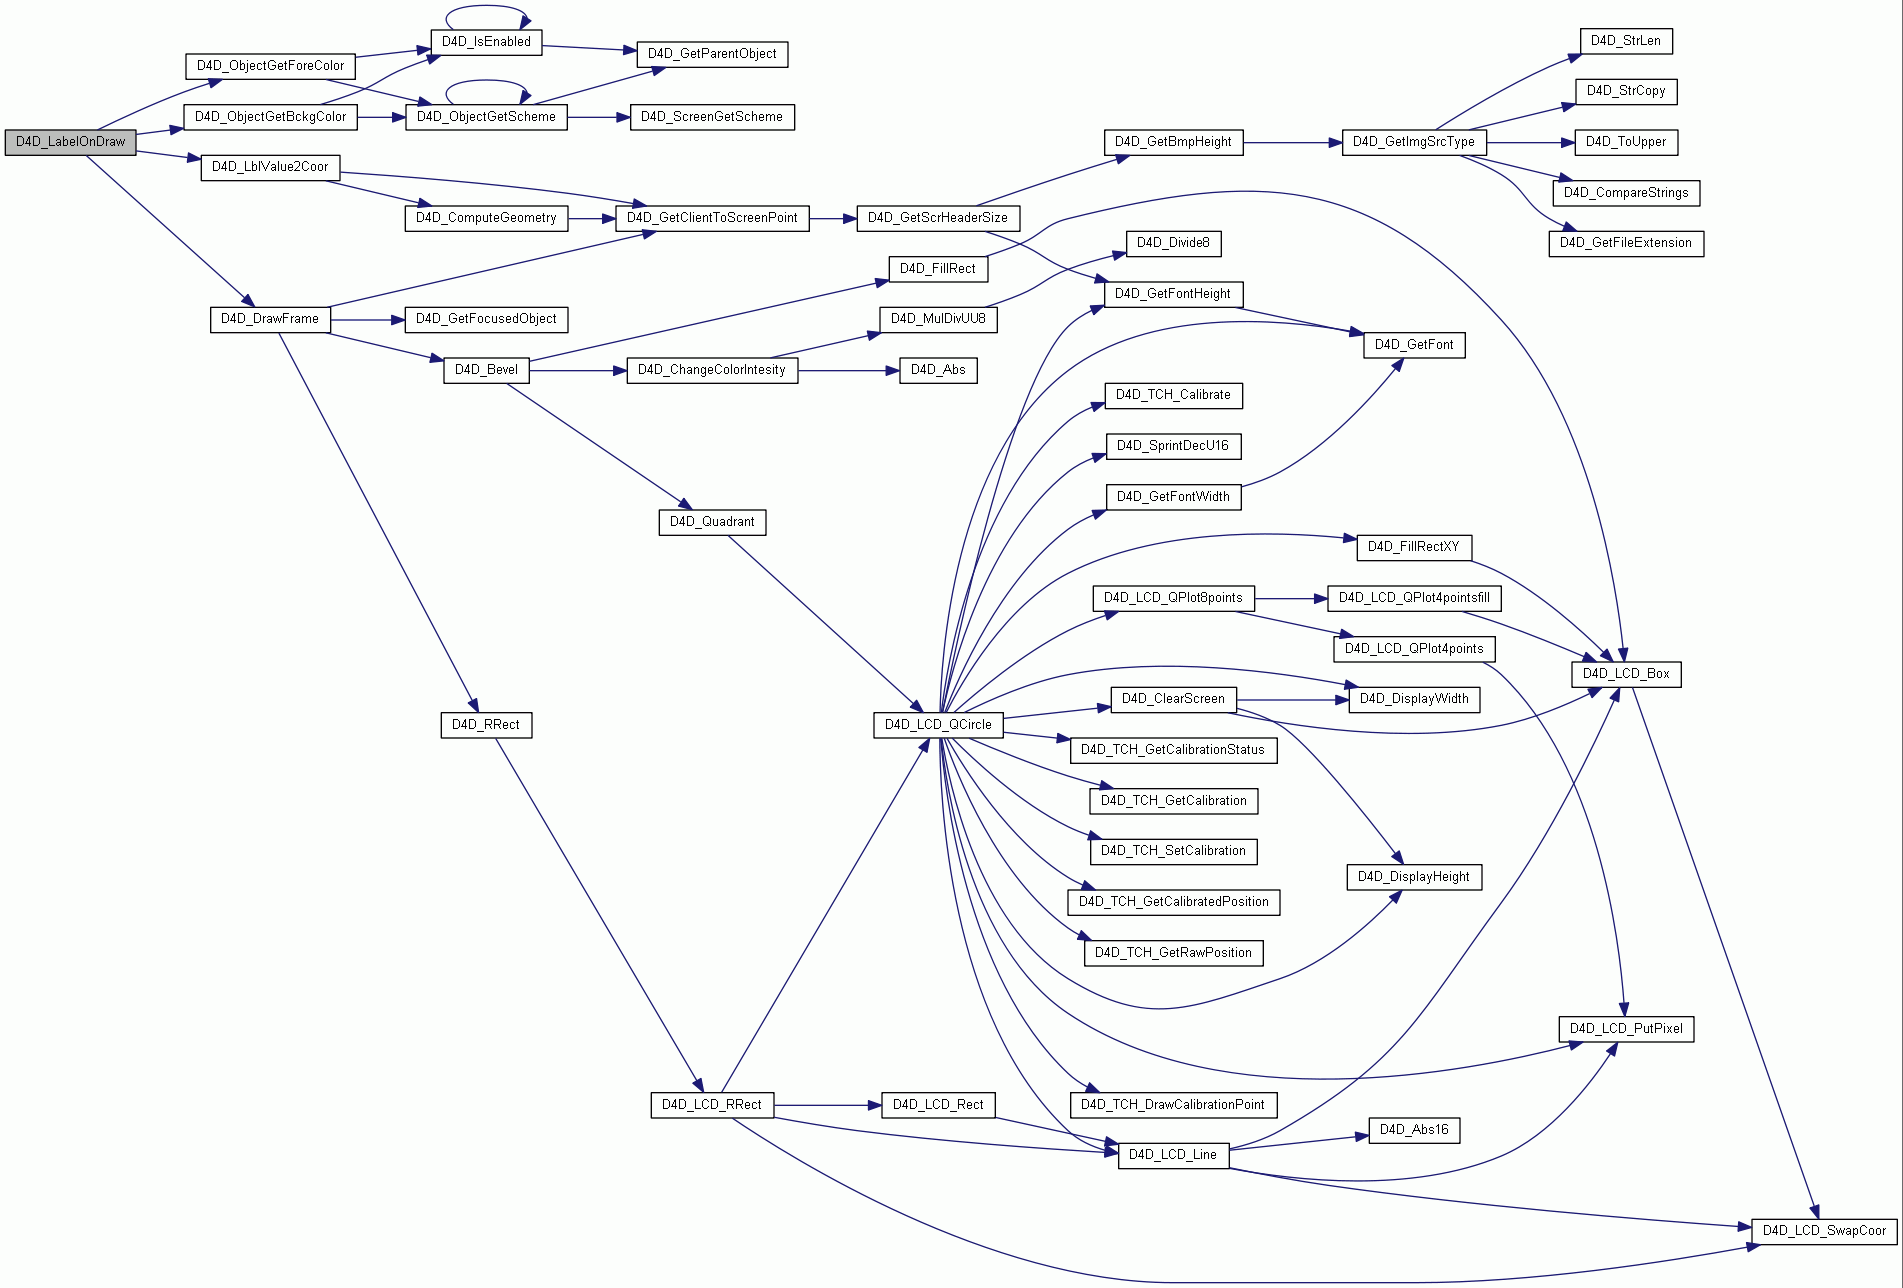 D4D_LabelOnDraw
D4D_ObjectGetForeColor
D4D_ObjectGetBckgColor
D4D_LblValue2Coor
D4D_DrawFrame
D4D_IsEnabled
D4D_ObjectGetScheme
D4D_ComputeGeometry
D4D_GetFocusedObject
D4D_Bevel
D4D_RRect
D4D_GetParentObject
D4D_ScreenGetScheme
D4D_GetClientToScreenPoint
D4D_ChangeColorIntesity
D4D_Quadrant
D4D_LCD_RRect
D4D_GetScrHeaderSize
D4D_FillRect
D4D_MulDivUU8
D4D_Abs
D4D_LCD_QCircle
D4D_LCD_Rect
D4D_GetBmpHeight
D4D_Divide8
D4D_GetFontHeight
D4D_TCH_Calibrate
D4D_SprintDecU16
D4D_GetFontWidth
D4D_LCD_QPlot8points
D4D_ClearScreen
D4D_TCH_GetCalibrationStatus
D4D_TCH_GetCalibration
D4D_TCH_SetCalibration
D4D_TCH_GetCalibratedPosition
D4D_TCH_GetRawPosition
D4D_TCH_DrawCalibrationPoint
D4D_LCD_Line
D4D_GetImgSrcType
D4D_GetFont
D4D_FillRectXY
D4D_LCD_QPlot4pointsfill
D4D_LCD_QPlot4points
D4D_DisplayWidth
D4D_DisplayHeight
D4D_Abs16
D4D_StrLen
D4D_StrCopy
D4D_ToUpper
D4D_CompareStrings
D4D_GetFileExtension
D4D_LCD_Box
D4D_LCD_PutPixel
D4D_LCD_SwapCoor